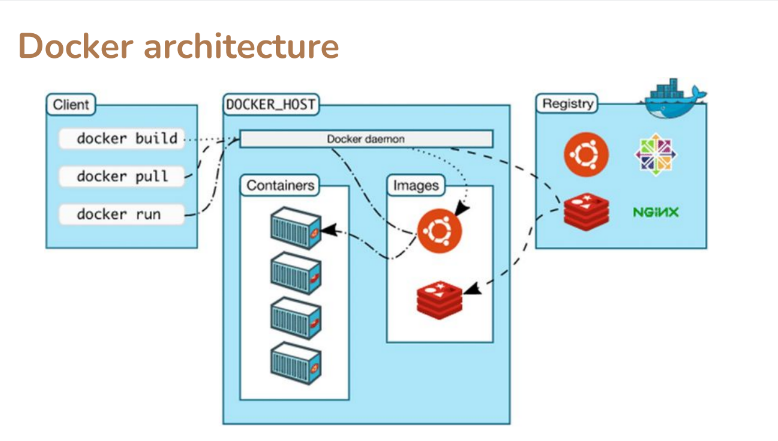 Docker architecture
Client
docker build
docker pull
docker run
DOCKER_HOST
Docker daemon
Containers
Images
Registry
NGiNX